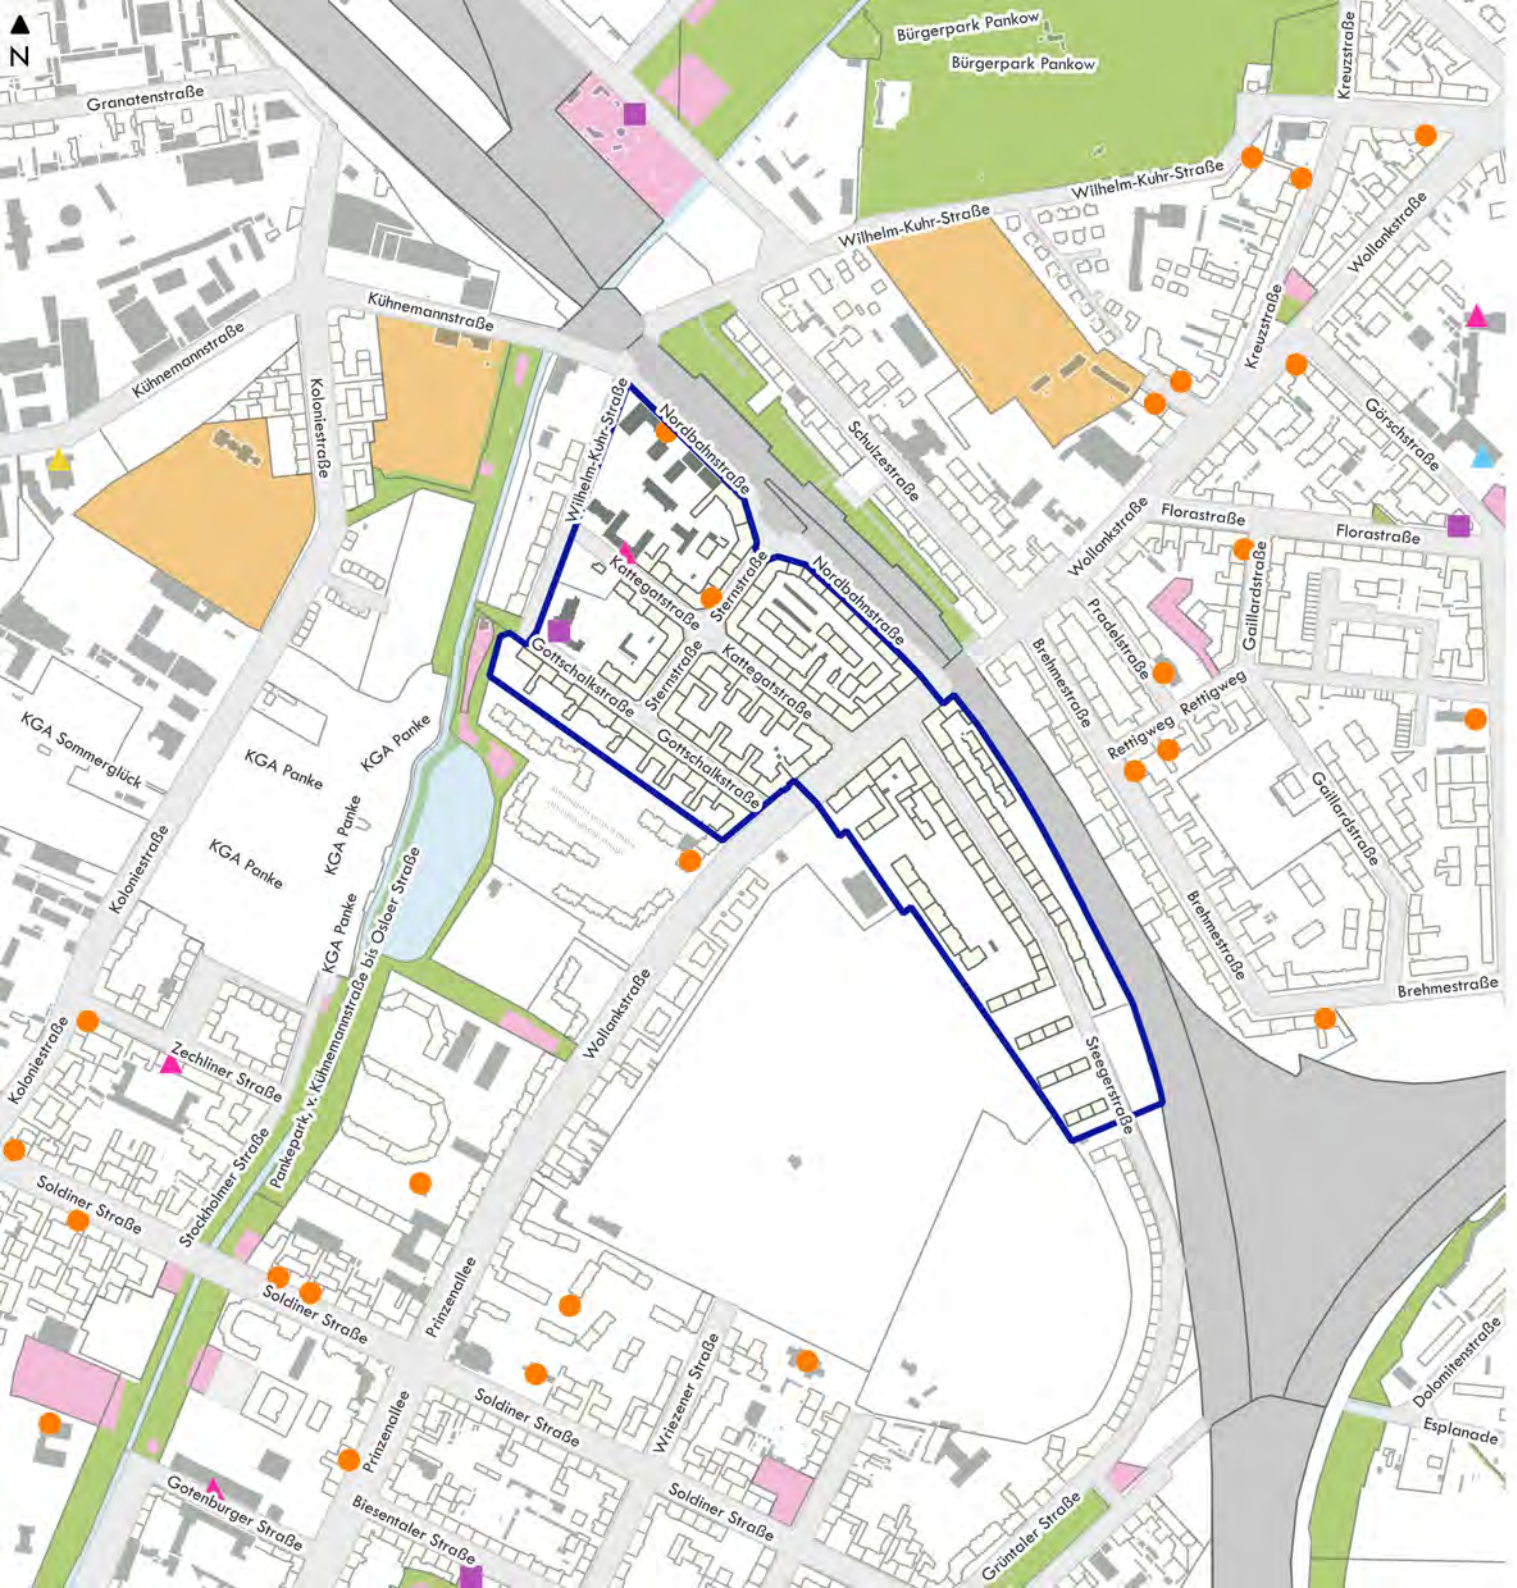 N
Bürgerpark Pankow
Bürgerpark Pankow
Kreuzstraße
Granatenstraße
Wilhelm-Kuhr-Straße
Wilhelm-Kuhr-Straße
Wollankstraße
Kühnemannstraße
Kühnemannstraße
Kreuzstraße
Koloniestraße
Wilhelm-Kuhr-Straße
Nordbahnstraße
Schulzestraße
Görschstraße
Wollankstraße
Florastraße
Florastraße
Kattegatstraße
Sternstraße
Nordbahnstraße
Gaillardstraße
Pradelstraße
Brehmestraße
Gottschalkstraße
Sternstraße
Kattegatstraße
Rettigweg
Rettigweg
KGA Sommerglück
KGA Panke
KGA Panke
Gottschalkstraße
KGA Panke
KGA Panke
Gaillardstraße
Koloniestraße
KGA Panke
Pankepark, v. Kühnemannstraße bis Osloer Straße
Brehmestraße
Brehmestraße
Wollankstraße
Koloniestraße
Zechliner Straße
Steegerstraße
Stockholmer Straße
Soldiner Straße
Soldiner Straße
Prinzenallee
Wriezener Straße
Dolomitenstraße
Esplanade
Soldiner Straße
Prinzenallee
Gotenburger Straße
Biesentaler Straße
Soldiner Straße
Grüntaler Straße